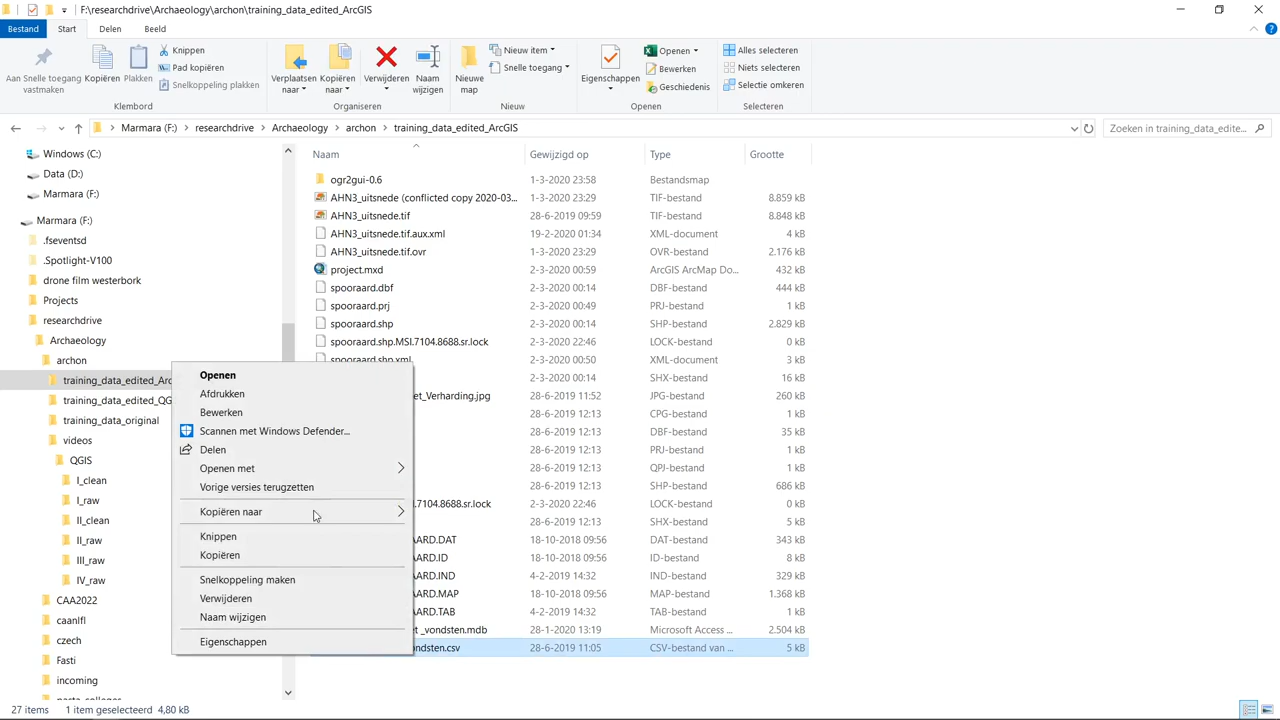 F:\researchdrive\Archaeology\archon\training_data_edited_ArcGIS
Bestand Start Delen Beeld
Aan Snelle toegang vastmaken
Kopiëren
Plakken
Knippen
Pad kopiëren
Snelkoppeling plakken
Klembord
Verplaatsen naar
Kopiëren naar
Verwijderen
Naam wijzigen
Organiseren
Nieuwe map
Nieuw item
Snelle toegang
Nieuw
Eigenschappen
Openen
Bewerken
Geschiedenis
Openen
Alles selecteren
Niets selecteren
Selectie omkeren
Selecteren
Marmara (F:) researchdrive Archaeology archon training_data_edited_ArcGIS
Zoeken in training_data_edite...
Windows (C:)
Data (D:)
Marmara (F:)
Marmara (F:)
.fseventsd
.Spotlight-V100
drone film westerbork
Projects
researchdrive
Archaeology
archon
training_data_edited_Arc
training_data_edited_QG
training_data_original
videos
QGIS
I_clean
I_raw
II_clean
II_raw
III_raw
IV_raw
CAA2022
caanlfl
czech
Fasti
incoming
Naam Gewijzigd op Type Grootte
ogr2gui-0.6 1-3-2020 23:58 Bestandsmap
AHN3_uitsnede (conflicted copy 2020-03... 1-3-2020 23:29 TIF-bestand 8.859 kB
AHN3_uitsnede.tif 28-6-2019 09:59 TIF-bestand 8.848 kB
AHN3_uitsnede.tif.aux.xml 19-2-2020 01:34 XML-document 4 kB
AHN3_uitsnede.tif.ovr 1-3-2020 23:29 OVR-bestand 2.176 kB
project.mxd 2-3-2020 00:59 ArcGIS ArcMap Do... 432 kB
spooraard.dbf 2-3-2020 00:14 DBF-bestand 444 kB
spooraard.prj 2-3-2020 00:49 PRJ-bestand 1 kB
spooraard.shp 2-3-2020 00:14 SHP-bestand 2.829 kB
spooraard.shp.MSI.7104.8688.sr.lock 2-3-2020 22:46 LOCK-bestand 0 kB
spooraard.shp.xml 2-3-2020 00:50 XML-document 3 kB
2-3-2020 00:14 SHX-bestand 16 kB
et_Verharding.jpg 28-6-2019 11:52 JPG-bestand 260 kB
28-6-2019 12:13 CPG-bestand 1 kB
28-6-2019 12:13 DBF-bestand 35 kB
28-6-2019 12:13 PRJ-bestand 1 kB
28-6-2019 12:13 QPJ-bestand 1 kB
28-6-2019 12:13 SHP-bestand 686 kB
.7104.8688.sr.lock 2-3-2020 22:46 LOCK-bestand 0 kB
28-6-2019 12:13 SHX-bestand 5 kB
AARD.DAT 18-10-2018 09:56 DAT-bestand 343 kB
AARD.ID 18-10-2018 09:56 ID-bestand 8 kB
AARD.IND 4-2-2019 14:32 IND-bestand 329 kB
AARD.MAP 18-10-2018 09:56 MAP-bestand 1.368 kB
AARD.TAB 4-2-2019 14:32 TAB-bestand 1 kB
et _vondsten.mdb 28-1-2020 13:19 Microsoft Access ... 2.504 kB
ondsten.csv 28-6-2019 11:05 CSV-bestand van ... 5 kB
Openen
Afdrukken
Bewerken
Scannen met Windows Defender...
Delen
Openen met
Vorige versies terugzetten
Kopiëren naar
Knippen
Kopiëren
Snelkoppeling maken
Verwijderen
Naam wijzigen
Eigenschappen
27 items 1 item geselecteerd 4,80 kB